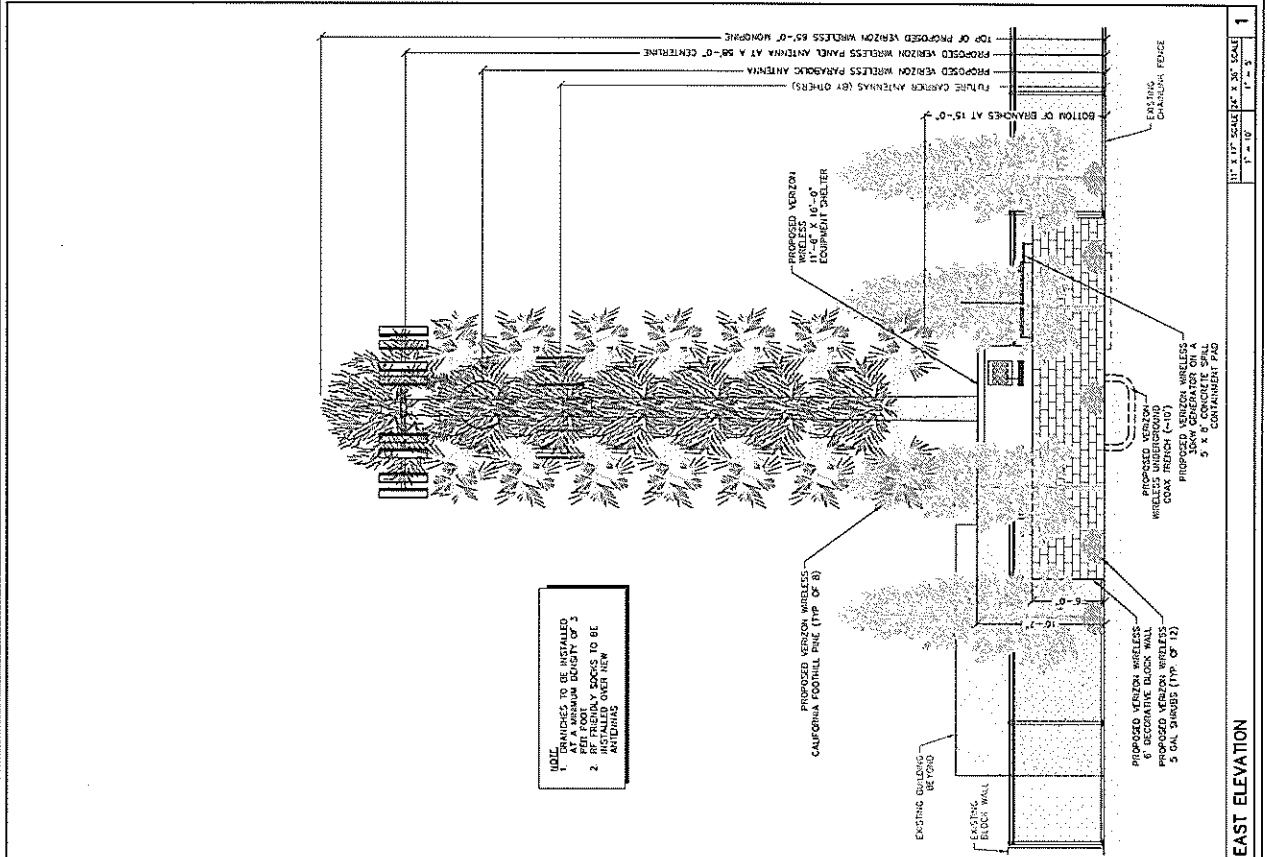 TOP OF PROPOSED VERIZON WIRELESS 65'-0" MONOPINE
PROPOSED VERIZON WIRELESS PANEL ANTENNA AT A 58'-0" CENTERLINE
PROPOSED VERIZON WIRELESS PARABOLIC ANTENNA
FUTURE CARRIER ANTENNAS (BY OTHERS)
BOTTOM OF BRANCHES AT 15'-0"
PROPOSED VERIZON
WIRELESS
11'-6" X 16'-0"
EQUIPMENT SHELTER
NOTE
1. BRANCHES TO BE INSTALLED
AT A MINIMUM DENSITY OF 3
PER FOOT
2. RF FRIENDLY SOCKS TO BE
INSTALLED OVER NEW
ANTENNAS
PROPOSED VERIZON WIRELESS
CALIFORNIA FOOTHILL PINE (TYP OF 8)
EXISTING BUILDING
BEYOND
EXISTING
BLOCK WALL
10'-2"
6'-0"
PROPOSED VERIZON WIRELESS
6' DECORATIVE BLOCK WALL
PROPOSED VERIZON WIRELESS
5 GAL SHRUBS (TYP. OF 12)
PROPOSED VERIZON
WIRELESS UNDERGROUND
COAX TRENCH (~10')
PROPOSED VERIZON WIRELESS
30KW GENERATOR ON A
5' X 8' CONCRETE SPILL
CONTAINMENT PAD
EXISTING
CHAINLINK FENCE
EAST ELEVATION
11" X 17" SCALE
1" = 10'
24" X 36" SCALE
1" = 5'
1